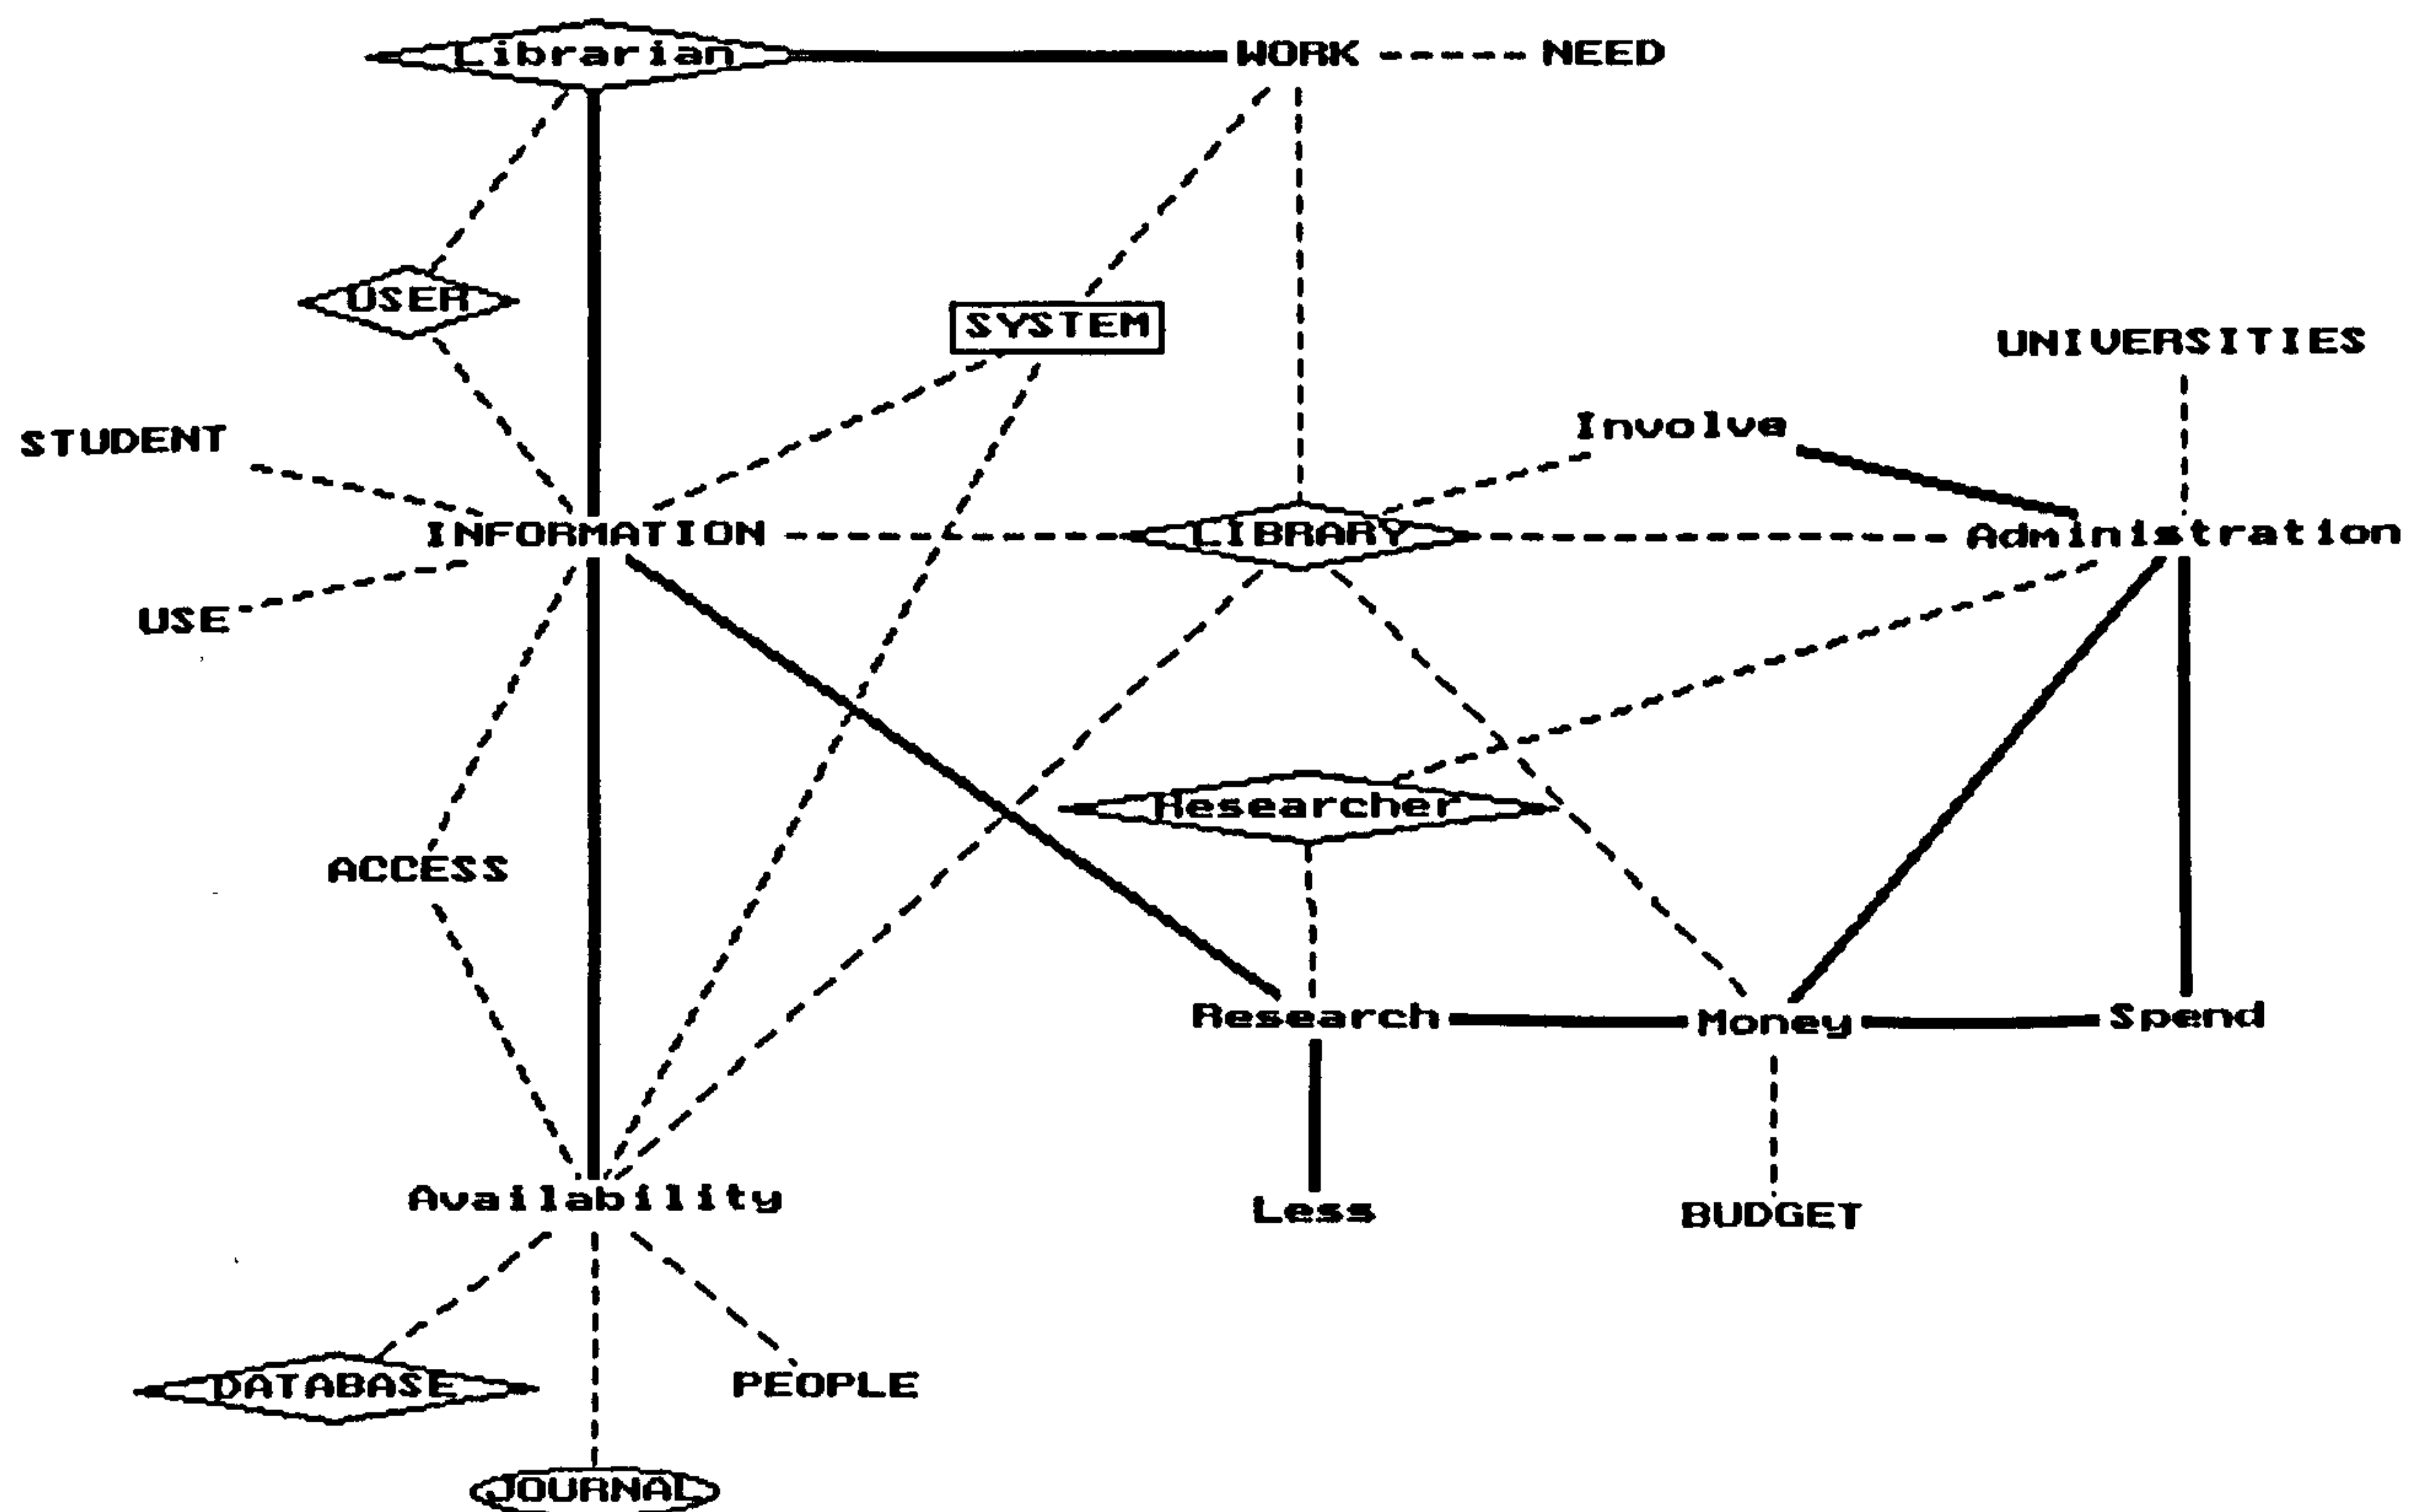 Librarian
WORK
NEED
USER
SYSTEM
UNIVERSITIES
STUDENT
Involve
INFORMATION
LIBRARY
Administration
USE
Researcher
ACCESS
Research
Money
Spend
Availability
Less
BUDGET
DATABASE
PEOPLE
JOURNAL